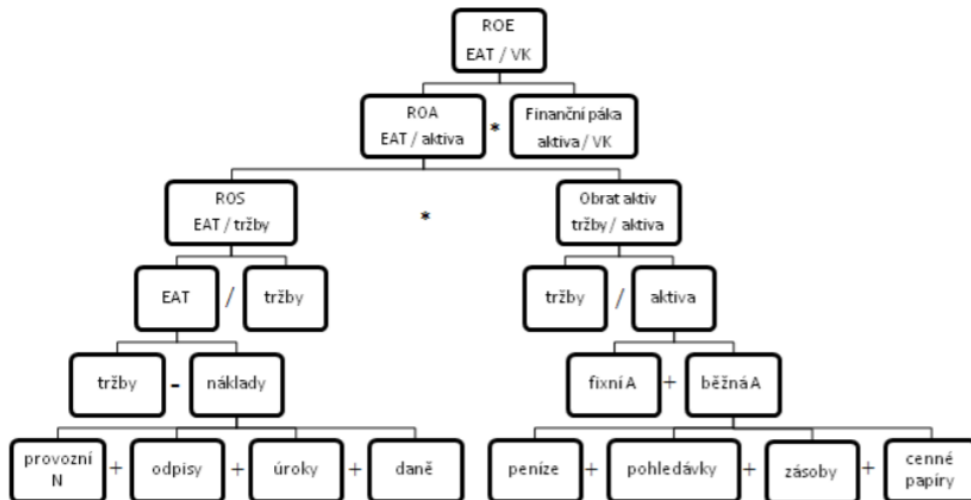 ROE
EAT / VK
ROA
EAT / aktiva
*
Finanční páka
aktiva / VK
ROS
EAT / tržby
*
Obrat aktiv
tržby / aktiva
EAT / tržby
tržby / aktiva
tržby - náklady
fixní A + běžná A
provozní N + odpisy + úroky + daně
peníze + pohledávky + zásoby + cenné papíry